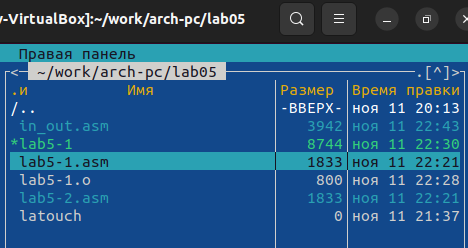 y-VirtualBox]:~/work/arch-pc/lab05
Правая панель
<- ~/work/arch-pc/lab05 .[^]>
.и Имя Размер Время правки
/.. -ВВЕРХ- ноя 11 20:13
in_out.asm 3942 ноя 11 22:43
*lab5-1 8744 ноя 11 22:30
lab5-1.asm 1833 ноя 11 22:21
lab5-1.o 800 ноя 11 22:28
lab5-2.asm 1833 ноя 11 22:21
latouch 0 ноя 11 21:37